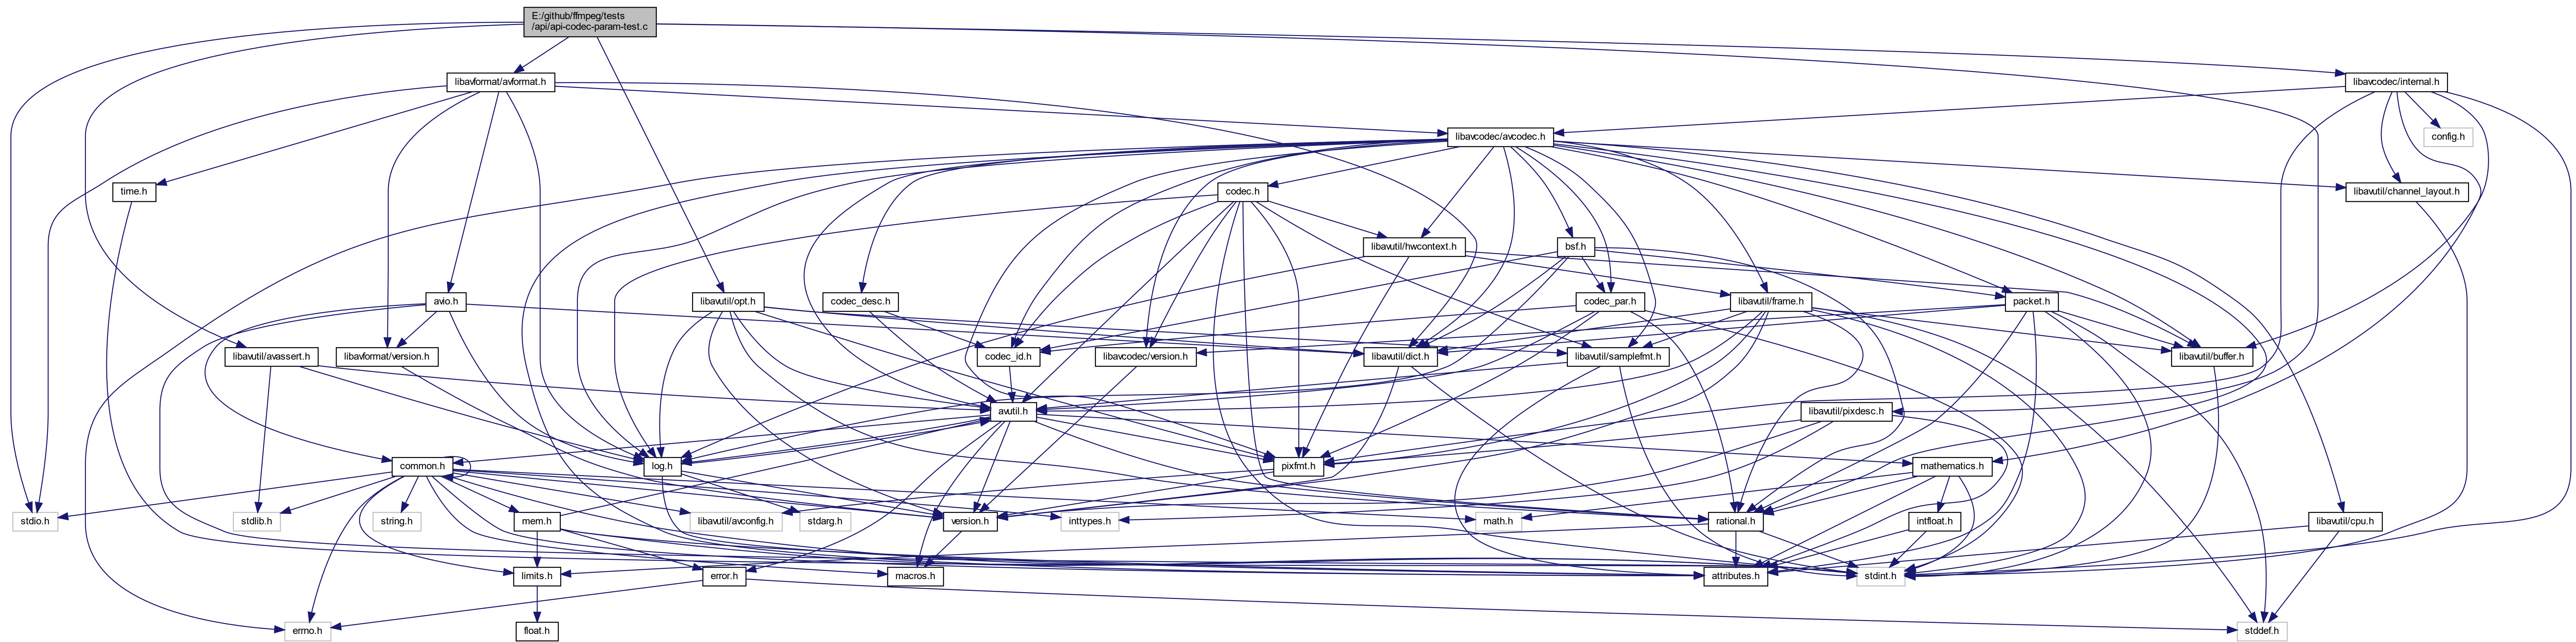 E:/github/ffmpeg/tests
/api/api-codec-param-test.c
libavformat/avformat.h
libavcodec/internal.h
libavcodec/avcodec.h
config.h
time.h
codec.h
libavutil/channel_layout.h
libavutil/hwcontext.h
bsf.h
avio.h
libavutil/opt.h
codec_desc.h
codec_par.h
libavutil/frame.h
packet.h
libavutil/avassert.h
libavformat/version.h
codec_id.h
libavcodec/version.h
libavutil/dict.h
libavutil/samplefmt.h
libavutil/buffer.h
avutil.h
libavutil/pixdesc.h
common.h
log.h
pixfmt.h
mathematics.h
stdio.h
stdlib.h
string.h
mem.h
libavutil/avconfig.h
stdarg.h
version.h
inttypes.h
math.h
rational.h
intfloat.h
libavutil/cpu.h
limits.h
error.h
macros.h
attributes.h
stdint.h
errno.h
float.h
stddef.h